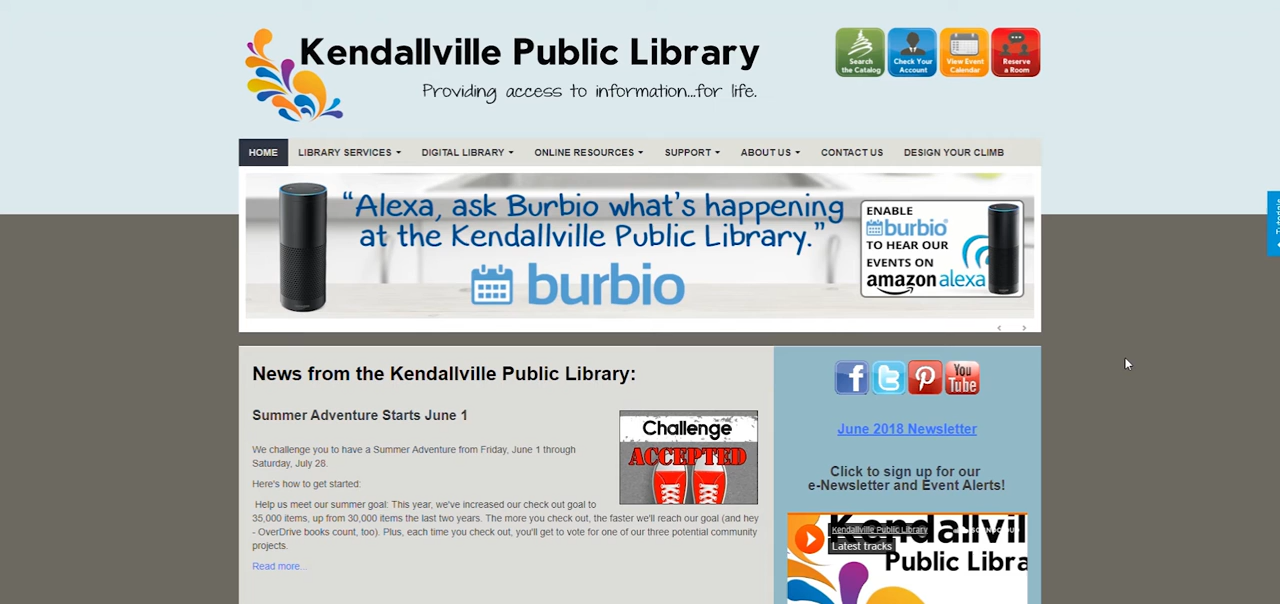 Kendallville Public Library
Providing access to information...for life.
Search
the Catalog
Check Your
Account
View Event
Calendar
Reserve
a Room
HOME
LIBRARY SERVICES
DIGITAL LIBRARY
ONLINE RESOURCES
SUPPORT
ABOUT US
CONTACT US
DESIGN YOUR CLIMB
“Alexa, ask Burbio what’s happening
at the Kendallville Public Library.”
burbio
ENABLE
burbio
TO HEAR OUR
EVENTS ON
amazon alexa
News from the Kendallville Public Library:
Summer Adventure Starts June 1
We challenge you to have a Summer Adventure from Friday, June 1 through
Saturday, July 28.
Here's how to get started:
Help us meet our summer goal: This year, we've increased our check out goal to
35,000 items, up from 30,000 items the last two years. The more you check out, the faster we'll reach our goal (and hey
- OverDrive books count, too). Plus, each time you check out, you'll get to vote for one of our three potential community
projects.
Read more...
Challenge
ACCEPTED
f
t
P
You
Tube
June 2018 Newsletter
Click to sign up for our
e-Newsletter and Event Alerts!
Kendallvil
Kendallville Public Library
Latest tracks
Public Libra